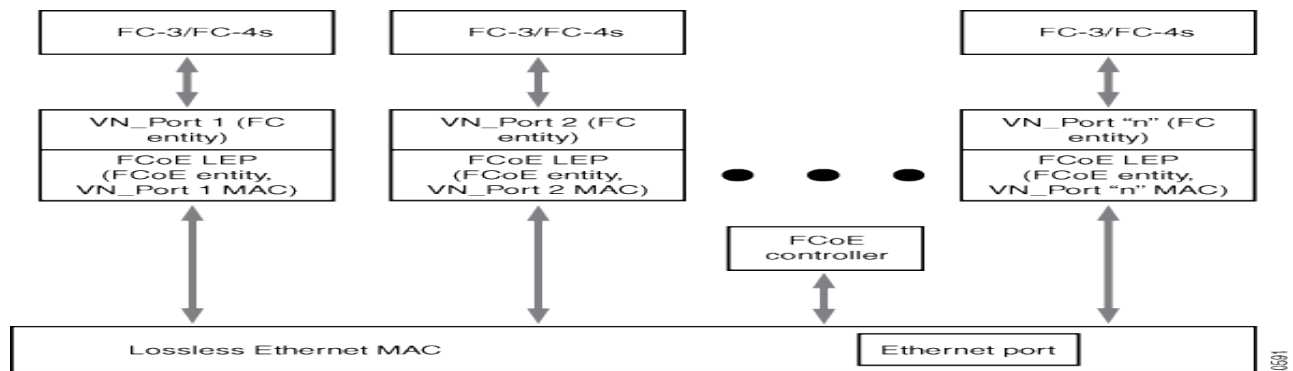 FC-3/FC-4s
FC-3/FC-4s
FC-3/FC-4s
VN_Port 1 (FC
entity)
FCoE LEP
(FCoE entity,
VN_Port 1 MAC)
VN_Port 2 (FC
entity)
FCoE LEP
(FCoE entity,
VN_Port 2 MAC)
VN_Port “n” (FC
entity)
FCoE LEP
(FCoE entity,
VN_Port “n” MAC)
FCoE
controller
Lossless Ethernet MAC
Ethernet port
0591